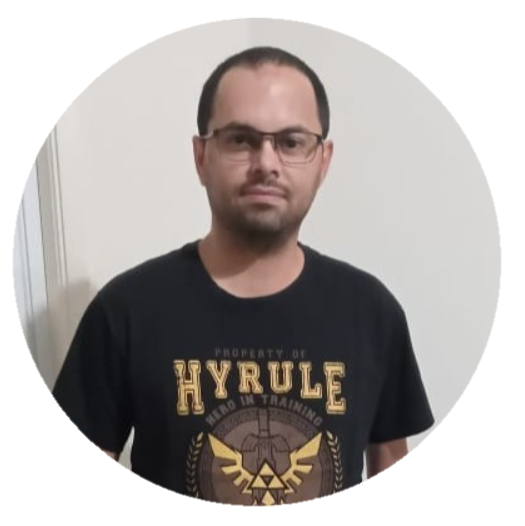 PROPERTY OF
HYRULE
HERO IN TRAINING